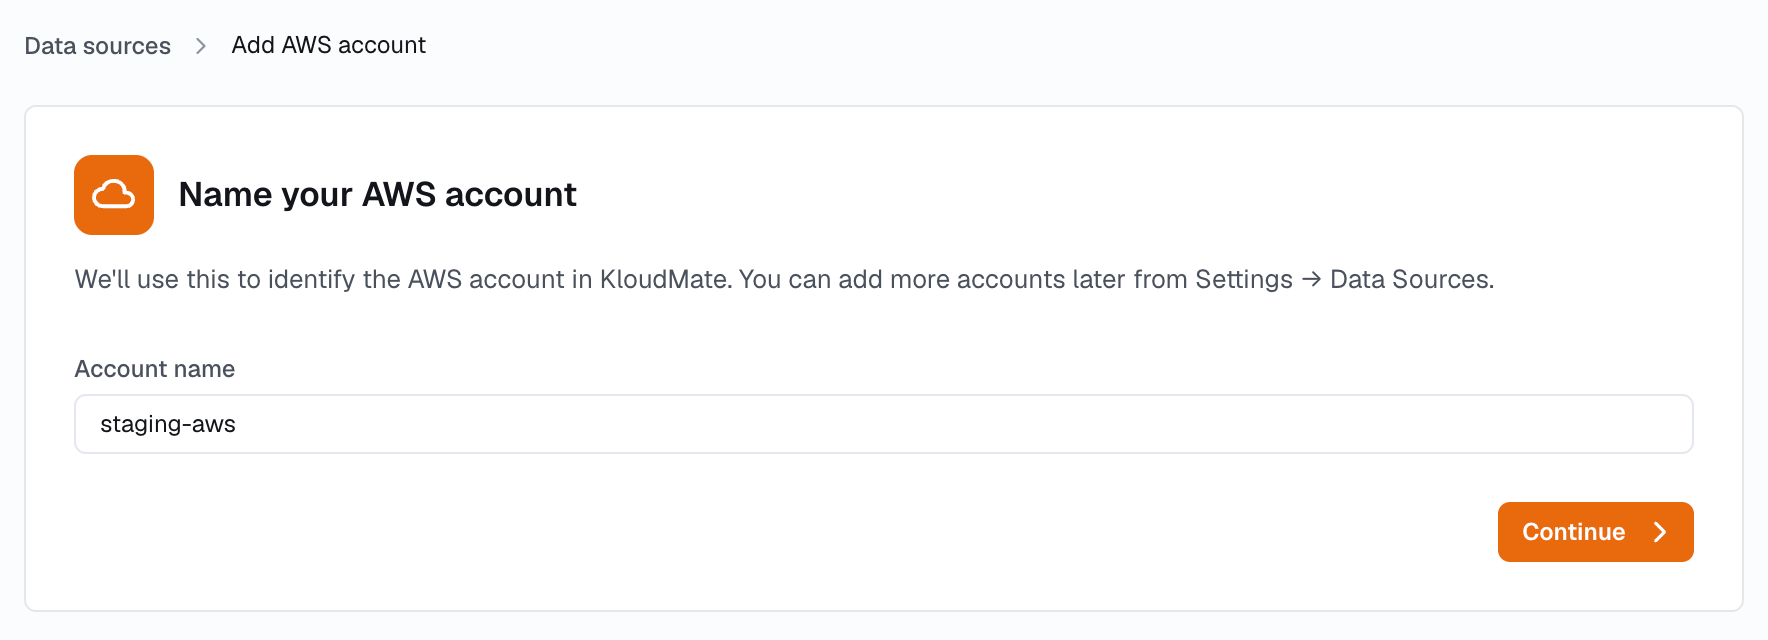 Data sources > Add AWS account
Name your AWS account
We'll use this to identify the AWS account in KloudMate. You can add more accounts later from Settings → Data Sources.
Account name
staging-aws
Continue